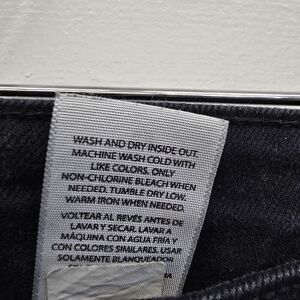 WASH AND DRY INSIDE OUT.
MACHINE WASH COLD WITH
LIKE COLORS. ONLY
NON-CHLORINE BLEACH WHEN
NEEDED. TUMBLE DRY LOW.
WARM IRON WHEN NEEDED.
VOLTEAR AL REVÉS ANTES DE
LAVAR Y SECAR. LAVAR A
MÁQUINA CON AGUA FRÍA Y
CON COLORES SIMILARES. USAR
SOLAMENTE BLANQUEADOR